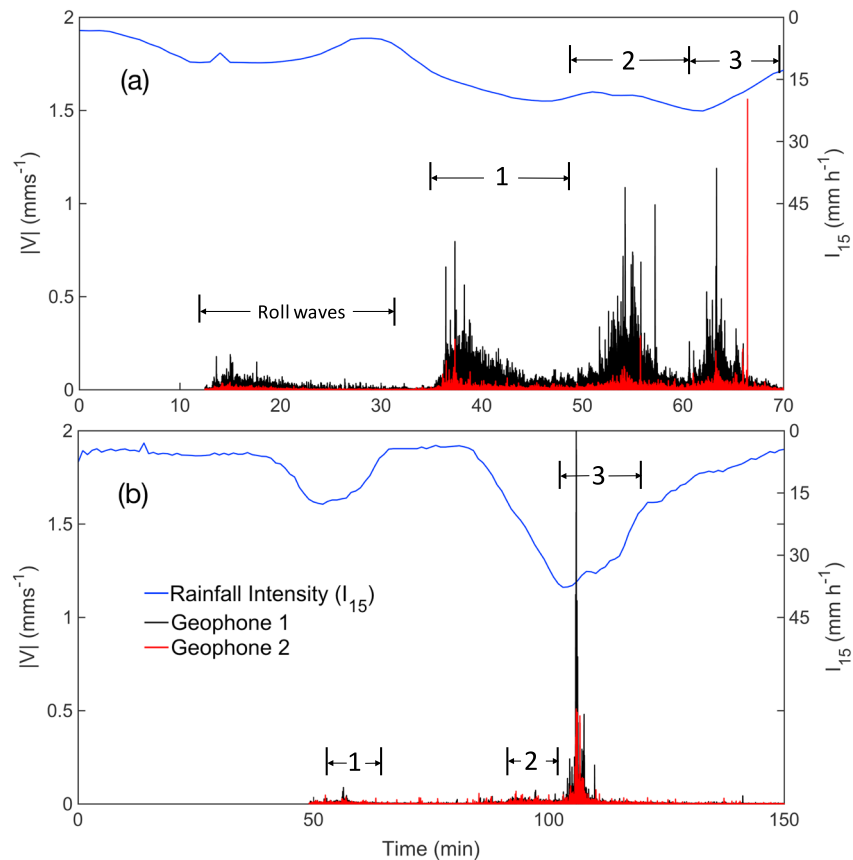 2
0
2
3
(a)
1.5
15
30
|V| (mms⁻¹)
1
1
45
I₁₅ (mm h⁻¹)
0.5
Roll waves
0
0 10 20 30 40 50 60 70
2
0
3
(b)
1.5
15
30
Rainfall Intensity (I₁₅)
|V| (mms⁻¹)
1
Geophone 1
45
I₁₅ (mm h⁻¹)
Geophone 2
0.5
1
2
0
0 50 100 150
Time (min)